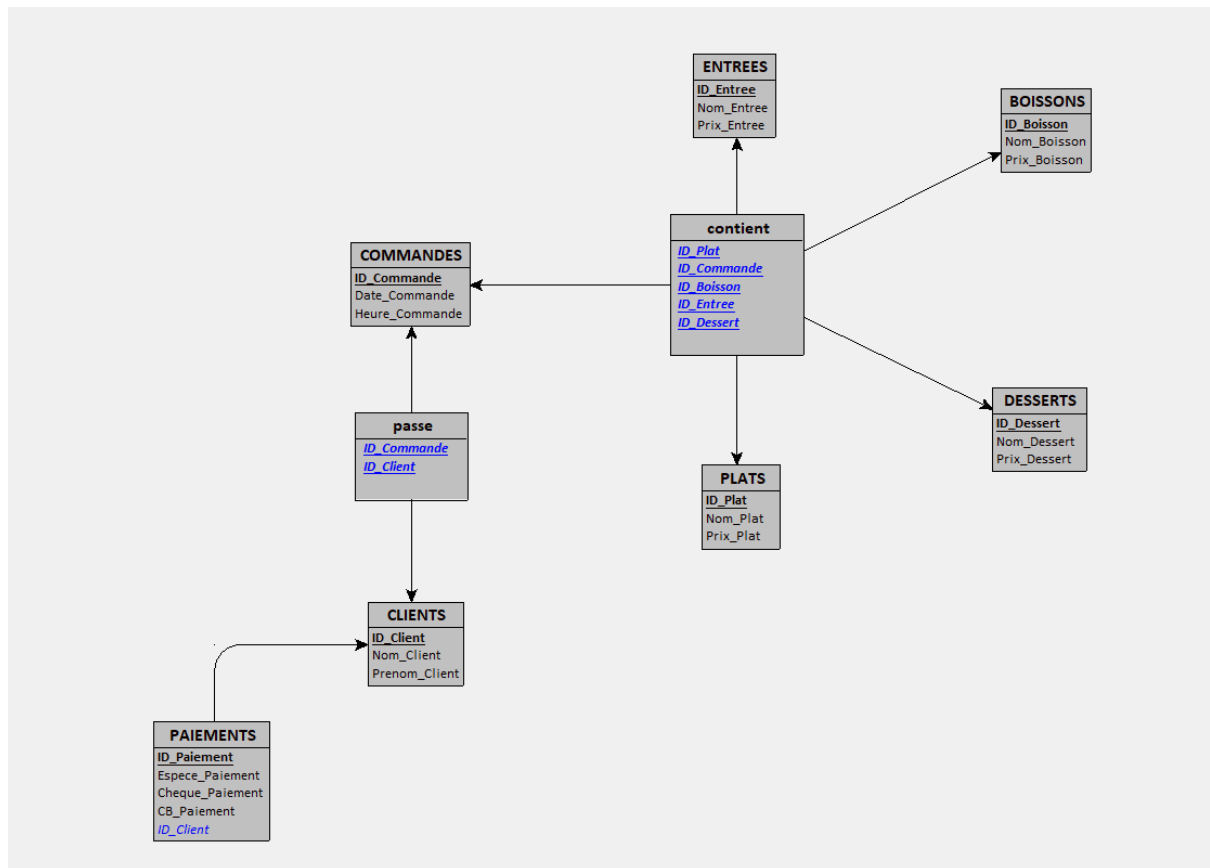 ENTREES
ID_Entree
Nom_Entree
Prix_Entree
BOISSONS
ID_Boisson
Nom_Boisson
Prix_Boisson
contient
ID_Plat
ID_Commande
ID_Boisson
ID_Entree
ID_Dessert
COMMANDES
ID_Commande
Date_Commande
Heure_Commande
passe
ID_Commande
ID_Client
DESSERTS
ID_Dessert
Nom_Dessert
Prix_Dessert
PLATS
ID_Plat
Nom_Plat
Prix_Plat
CLIENTS
ID_Client
Nom_Client
Prenom_Client
PAIEMENTS
ID_Paiement
Espece_Paiement
Cheque_Paiement
CB_Paiement
ID_Client